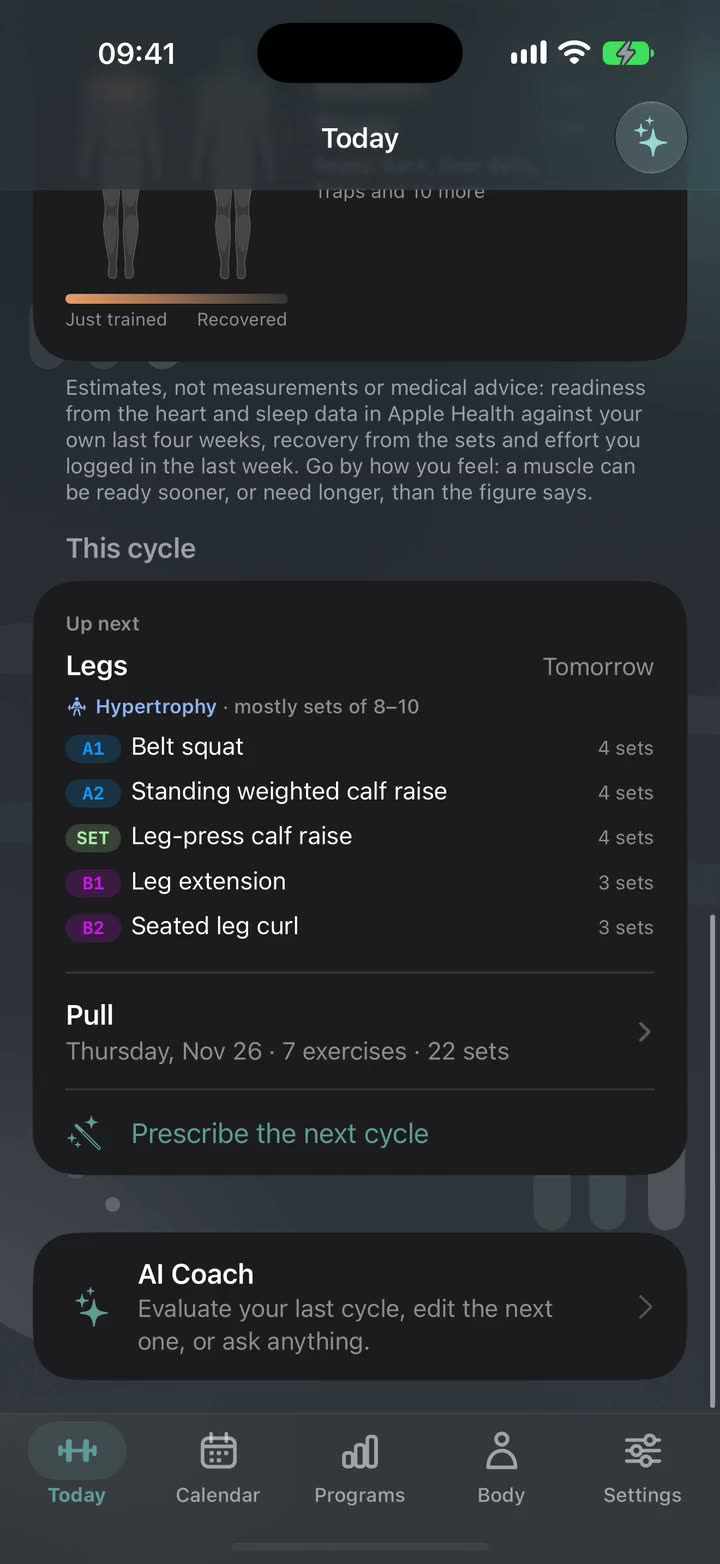 09:41
Today
Traps and 10 more
Just trained
Recovered
Estimates, not measurements or medical advice: readiness
from the heart and sleep data in Apple Health against your
own last four weeks, recovery from the sets and effort you
logged in the last week. Go by how you feel: a muscle can
be ready sooner, or need longer, than the figure says.
This cycle
Up next
Legs
Tomorrow
Hypertrophy · mostly sets of 8–10
A1 Belt squat 4 sets
A2 Standing weighted calf raise 4 sets
SET Leg-press calf raise 4 sets
B1 Leg extension 3 sets
B2 Seated leg curl 3 sets
Pull
Thursday, Nov 26 · 7 exercises · 22 sets
Prescribe the next cycle
AI Coach
Evaluate your last cycle, edit the next
one, or ask anything.
Today
Calendar
Programs
Body
Settings